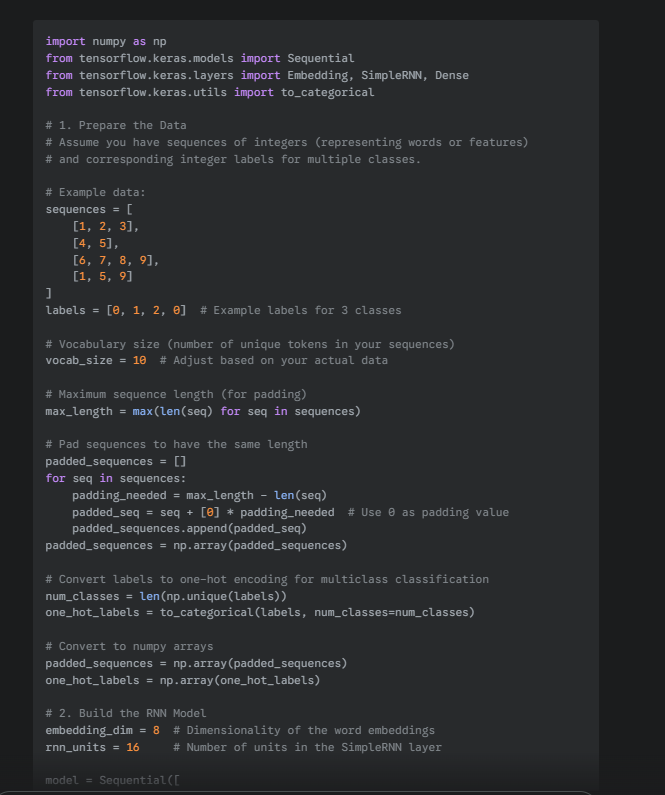 import numpy as np
from tensorflow.keras.models import Sequential
from tensorflow.keras.layers import Embedding, SimpleRNN, Dense
from tensorflow.keras.utils import to_categorical
# 1. Prepare the Data
# Assume you have sequences of integers (representing words or features)
# and corresponding integer labels for multiple classes.
# Example data:
sequences = [
    [1, 2, 3],
    [4, 5],
    [6, 7, 8, 9],
    [1, 5, 9]
]
labels = [0, 1, 2, 0]  # Example labels for 3 classes
# Vocabulary size (number of unique tokens in your sequences)
vocab_size = 10  # Adjust based on your actual data
# Maximum sequence length (for padding)
max_length = max(len(seq) for seq in sequences)
# Pad sequences to have the same length
padded_sequences = []
for seq in sequences:
    padding_needed = max_length - len(seq)
    padded_seq = seq + [0] * padding_needed  # Use 0 as padding value
    padded_sequences.append(padded_seq)
padded_sequences = np.array(padded_sequences)
# Convert labels to one-hot encoding for multiclass classification
num_classes = len(np.unique(labels))
one_hot_labels = to_categorical(labels, num_classes=num_classes)
# Convert to numpy arrays
padded_sequences = np.array(padded_sequences)
one_hot_labels = np.array(one_hot_labels)
# 2. Build the RNN Model
embedding_dim = 8  # Dimensionality of the word embeddings
rnn_units = 16     # Number of units in the SimpleRNN layer
model = Sequential([